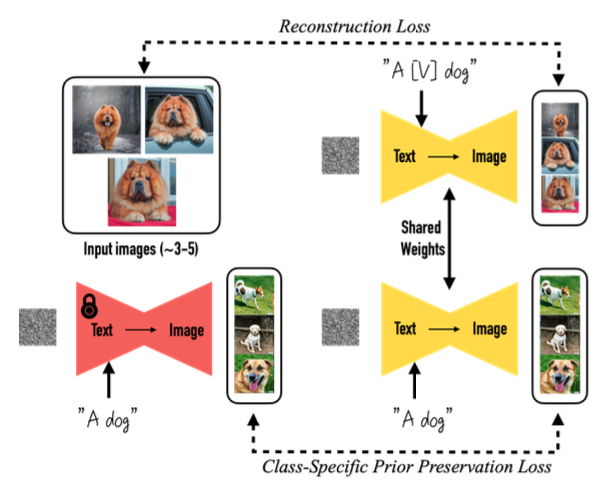 Reconstruction Loss
"A [V] dog"
Text → Image
Input images (~3-5)
Shared
Weights
Text → Image
Text → Image
"A dog"
"A dog"
Class-Specific Prior Preservation Loss